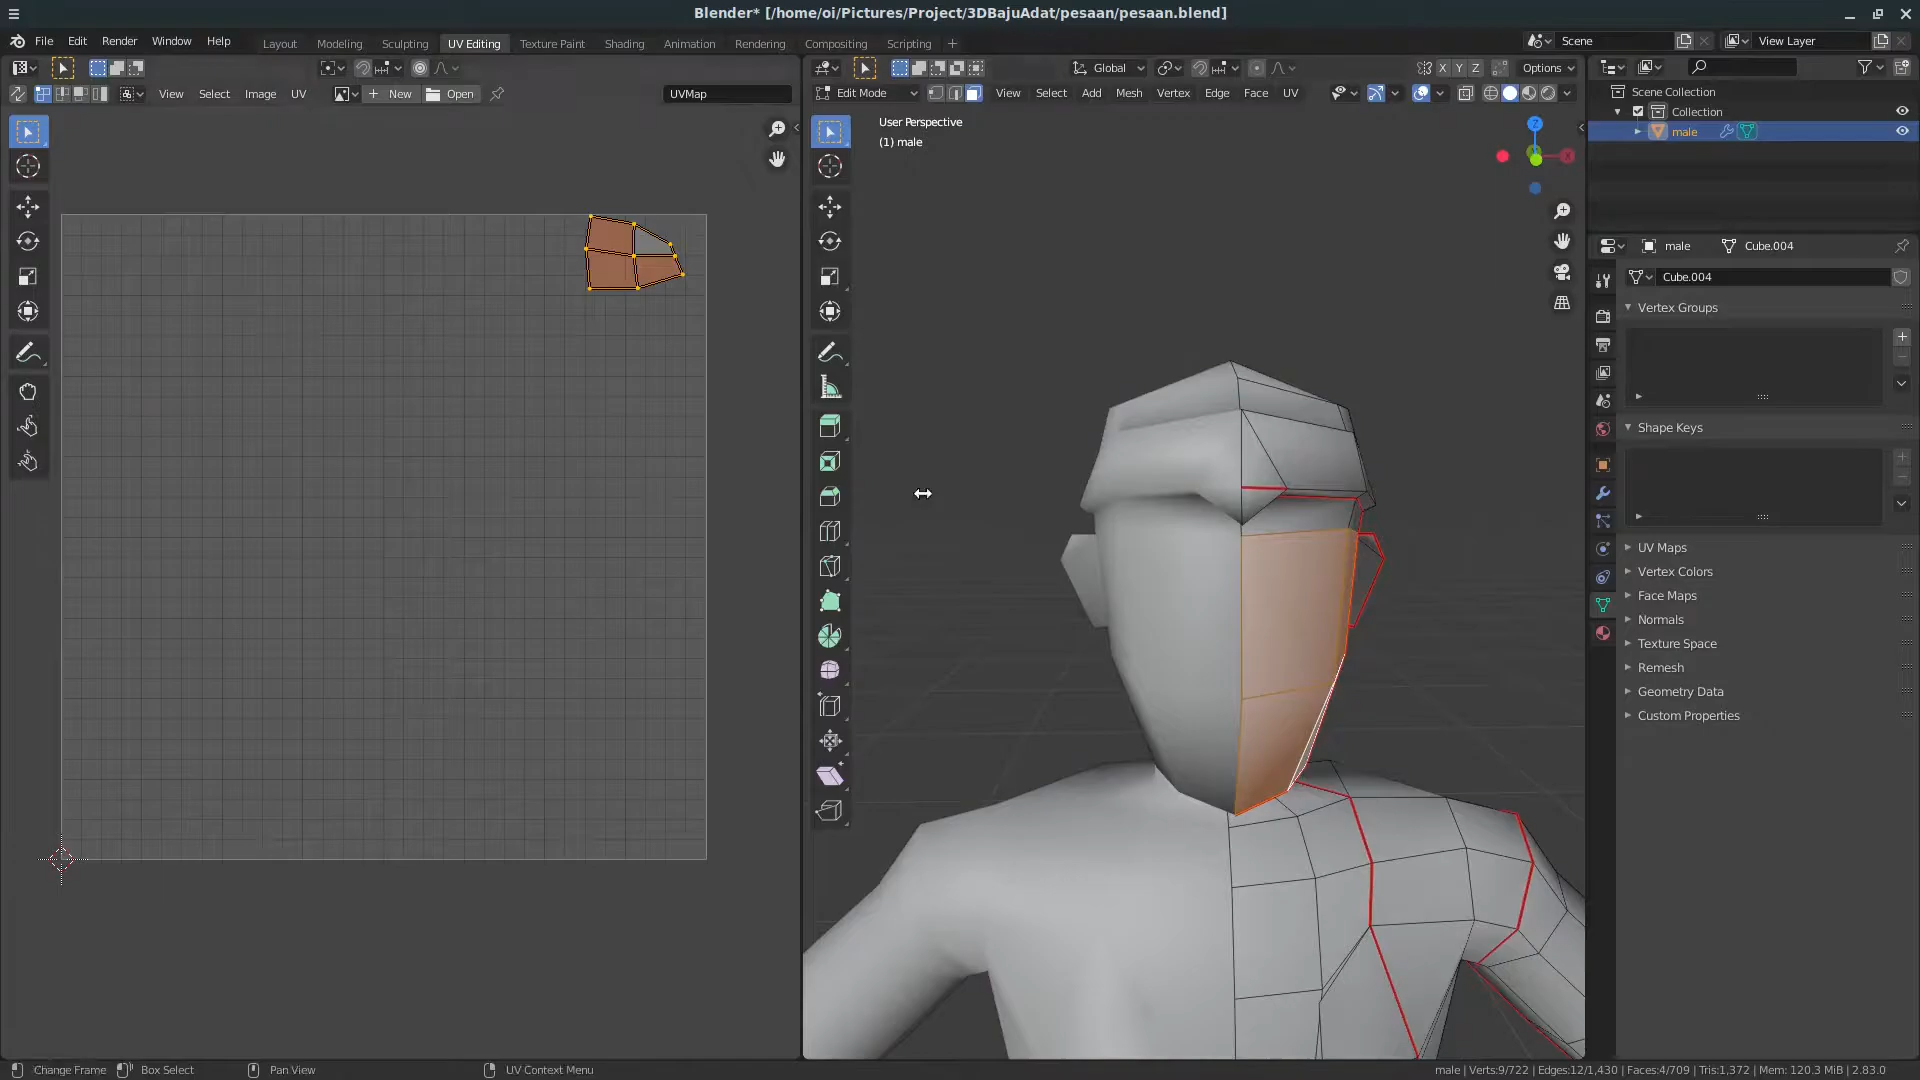 Blender* [/home/oi/Pictures/Project/3DBajuAdat/pesaan/pesaan.blend]
File Edit Render Window Help
Layout Modeling Sculpting UV Editing Texture Paint Shading Animation Rendering Compositing Scripting
Scene
View Layer
Global
X Y Z
Options
View Select Image UV
New
Open
UVMap
Edit Mode
View Select Add Mesh Vertex Edge Face UV
Scene Collection
Collection
male
User Perspective
(1) male
Z
X
male
Cube.004
Cube.004
Vertex Groups
Shape Keys
UV Maps
Vertex Colors
Face Maps
Normals
Texture Space
Remesh
Geometry Data
Custom Properties
Change Frame
Box Select
Pan View
UV Context Menu
male | Verts:9/722 | Edges:12/1,430 | Faces:4/709 | Tris:1,372 | Mem: 120.3 MiB | 2.83.0